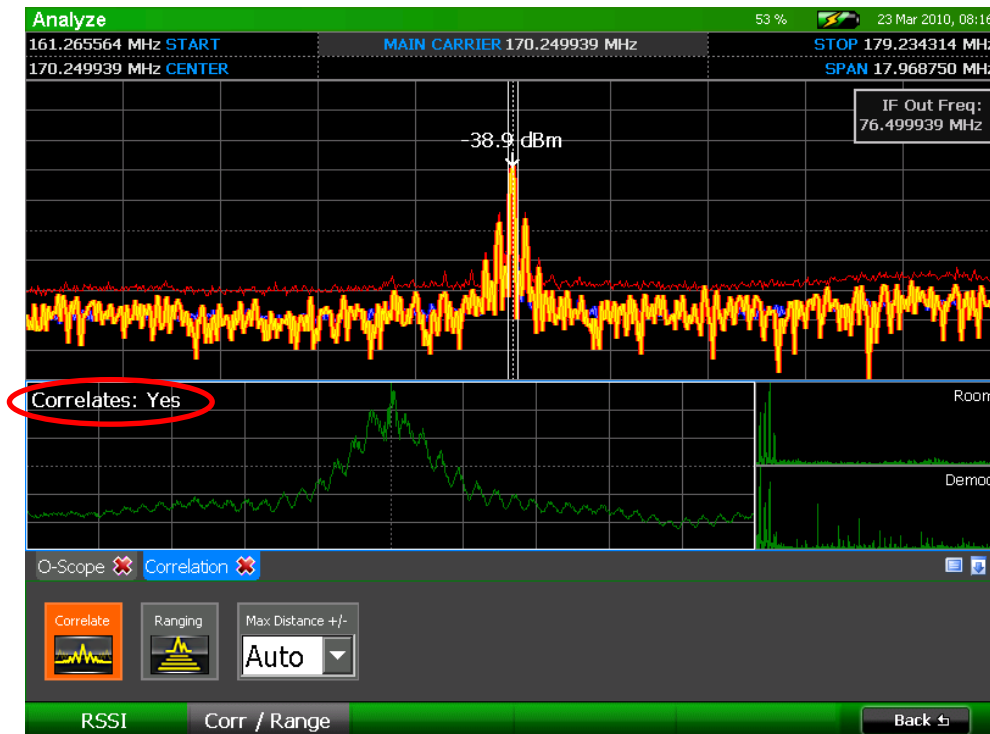 Analyze 53 % 23 Mar 2010, 08:16
161.265564 MHz START MAIN CARRIER 170.249939 MHz STOP 179.234314 MHz
170.249939 MHz CENTER SPAN 17.968750 MHz
IF Out Freq:
76.499939 MHz
-38.9 dBm
Correlates: Yes
Room
Demod
O-Scope Correlation
Correlate Ranging Max Distance +/-
Auto
RSSI Corr / Range Back